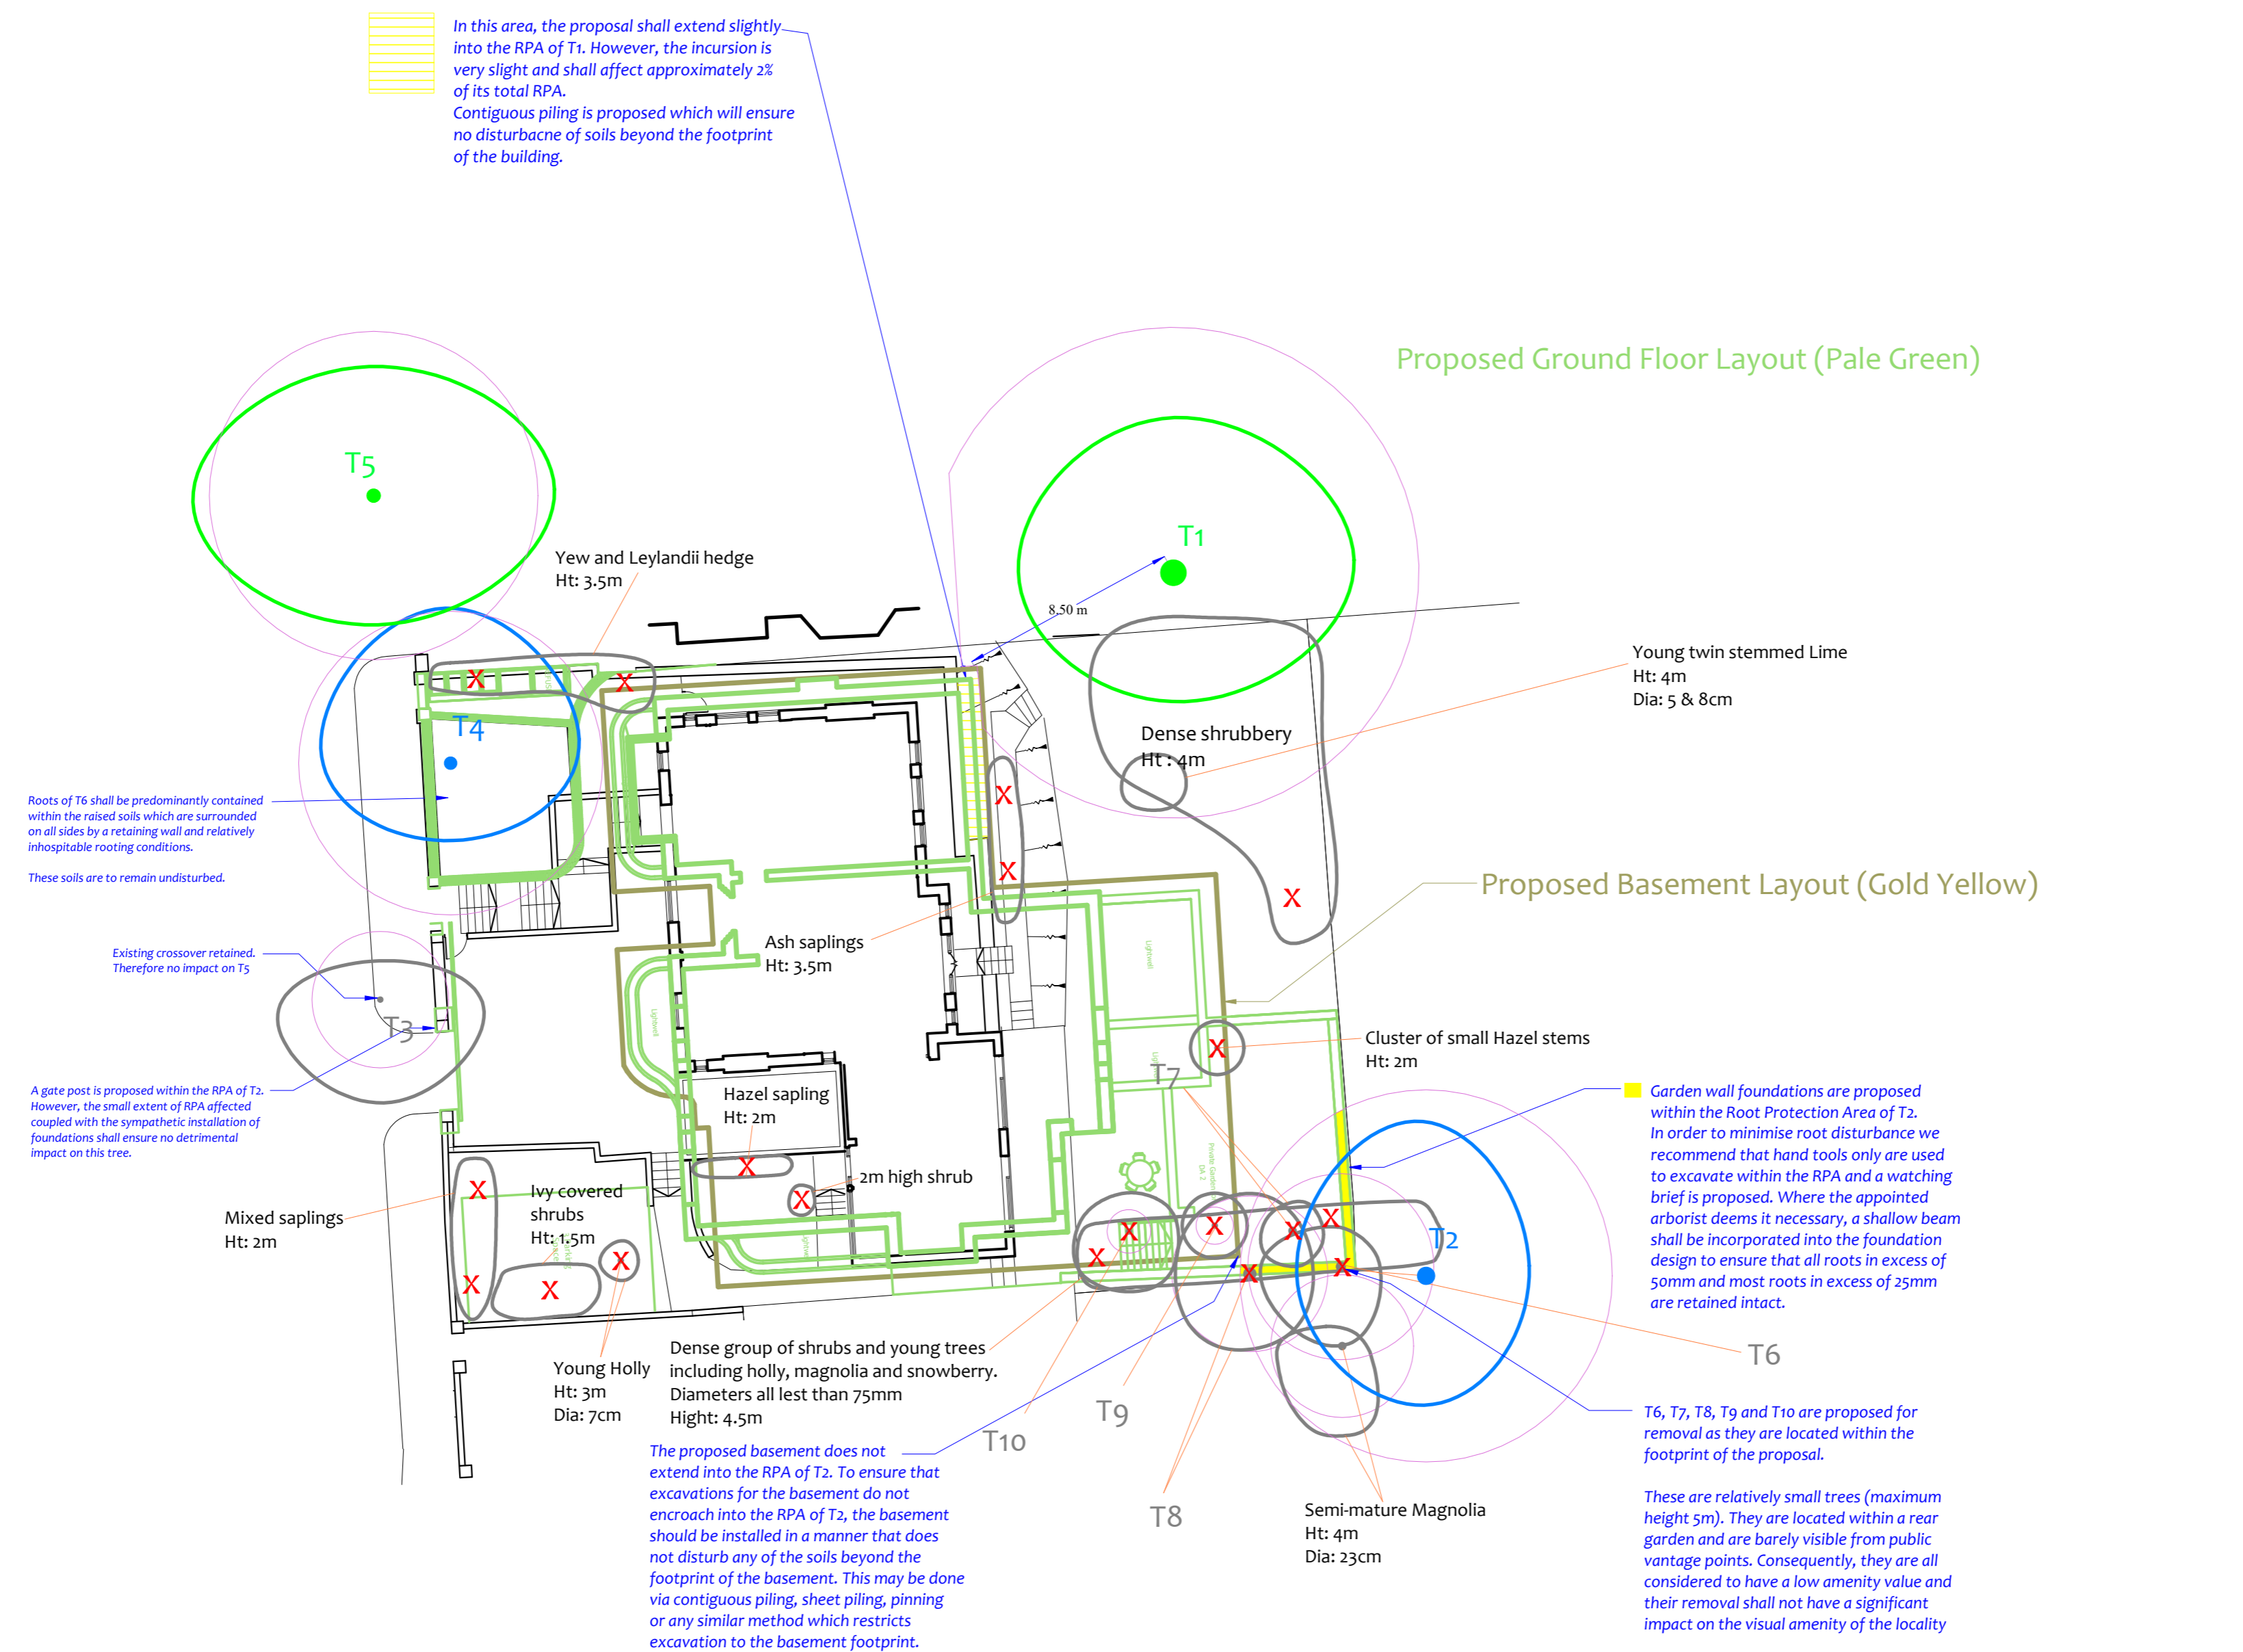 In this area, the proposal shall extend slightly
into the RPA of T1. However, the incursion is
very slight and shall affect approximately 2%
of its total RPA.
Contiguous piling is proposed which will ensure
no disturbacne of soils beyond the footprint
of the building.
Proposed Ground Floor Layout (Pale Green)
T5
T1
Yew and Leylandii hedge
Ht: 3.5m
8.50 m
Young twin stemmed Lime
Ht: 4m
Dia: 5 & 8cm
T4
Dense shrubbery
Ht : 4m
Roots of T6 shall be predominantly contained
within the raised soils which are surrounded
on all sides by a retaining wall and relatively
inhospitable rooting conditions.
These soils are to remain undisturbed.
Proposed Basement Layout (Gold Yellow)
X
X
X
X
X
Ash saplings
Ht: 3.5m
Lightwell
Existing crossover retained.
Therefore no impact on T5
T3
Lightwell
Cluster of small Hazel stems
Ht: 2m
X
T7
A gate post is proposed within the RPA of T2.
However, the small extent of RPA affected
coupled with the sympathetic installation of
foundations shall ensure no detrimental
impact on this tree.
Hazel sapling
Ht: 2m
X
Garden wall foundations are proposed
within the Root Protection Area of T2.
In order to minimise root disturbance we
recommend that hand tools only are used
to excavate within the RPA and a watching
brief is proposed. Where the appointed
arborist deems it necessary, a shallow beam
shall be incorporated into the foundation
design to ensure that all roots in excess of
50mm and most roots in excess of 25mm
are retained intact.
2m high shrub
X
Mixed saplings
Ht: 2m
X
X
Ivy covered
shrubs
Ht: 1.5m
X
X
Lightwell
X
X
X
X
X
X
X
T2
Young Holly
Ht: 3m
Dia: 7cm
Dense group of shrubs and young trees
including holly, magnolia and snowberry.
Diameters all lest than 75mm
Hight: 4.5m
T6
T9
T10
T8
The proposed basement does not
extend into the RPA of T2. To ensure that
excavations for the basement do not
encroach into the RPA of T2, the basement
should be installed in a manner that does
not disturb any of the soils beyond the
footprint of the basement. This may be done
via contiguous piling, sheet piling, pinning
or any similar method which restricts
excavation to the basement footprint.
Semi-mature Magnolia
Ht: 4m
Dia: 23cm
T6, T7, T8, T9 and T10 are proposed for
removal as they are located within the
footprint of the proposal.
These are relatively small trees (maximum
height 5m). They are located within a rear
garden and are barely visible from public
vantage points. Consequently, they are all
considered to have a low amenity value and
their removal shall not have a significant
impact on the visual amenity of the locality